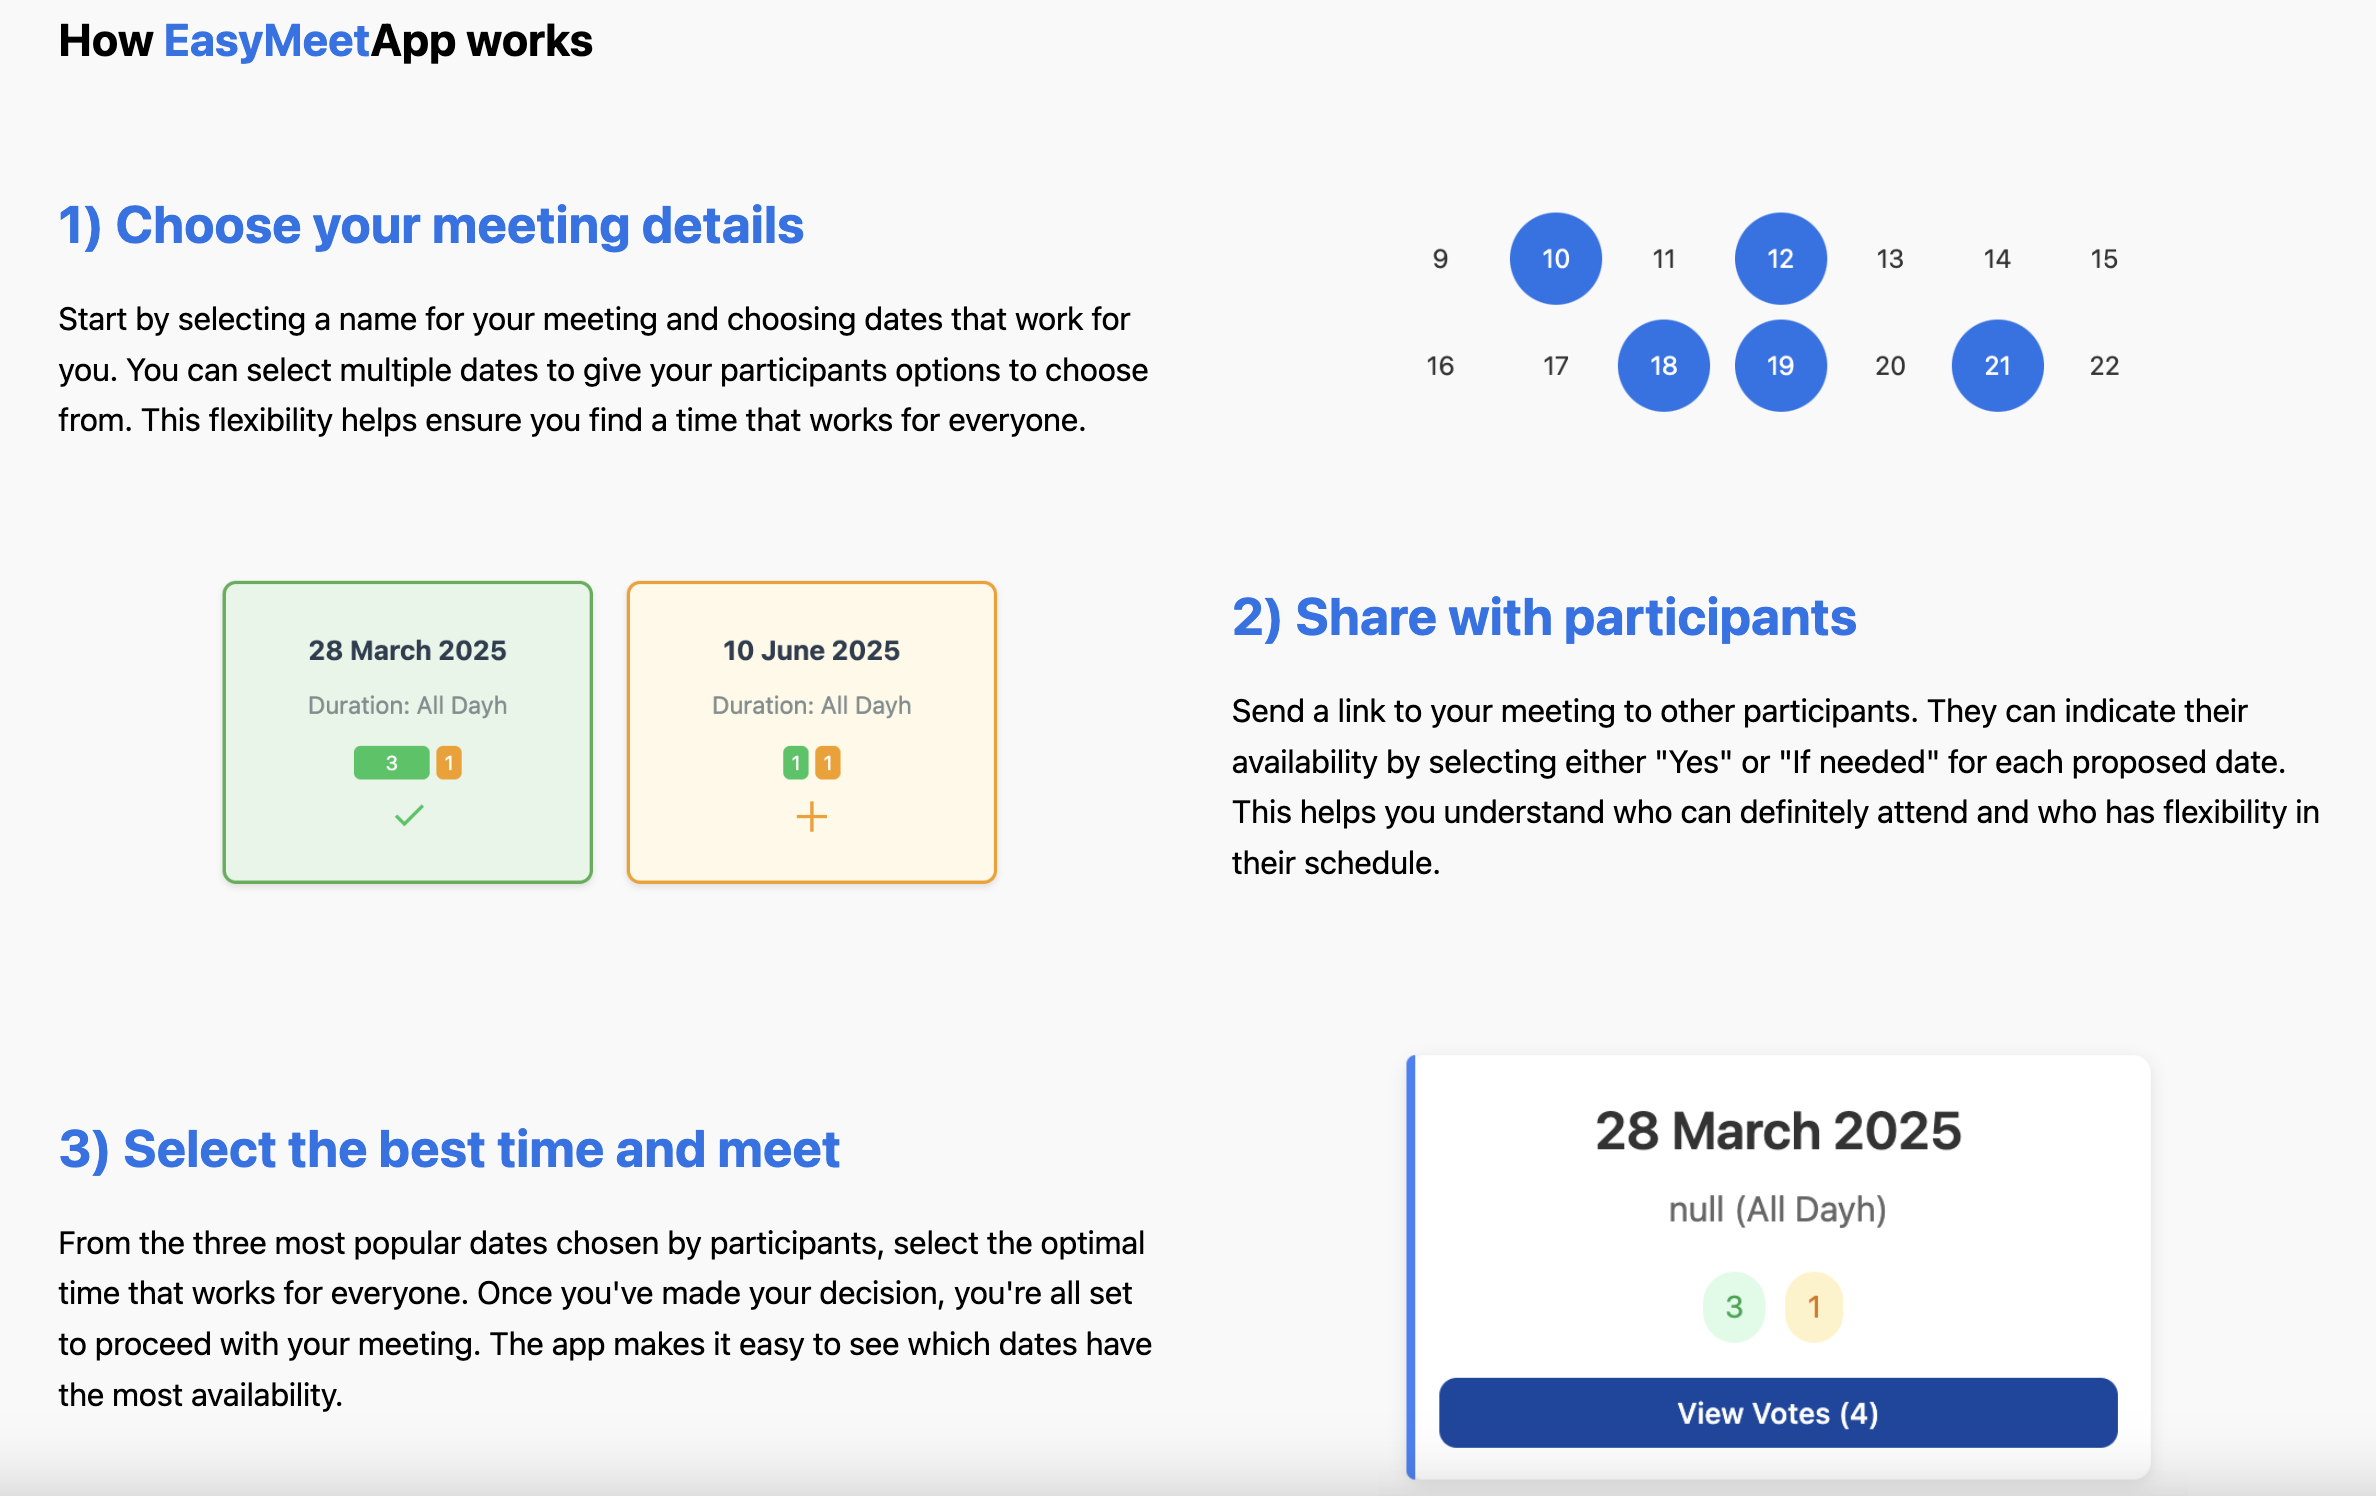 How EasyMeetApp works
1) Choose your meeting details
Start by selecting a name for your meeting and choosing dates that work for
you. You can select multiple dates to give your participants options to choose
from. This flexibility helps ensure you find a time that works for everyone.
9 10 11 12 13 14 15
16 17 18 19 20 21 22
28 March 2025
Duration: All Dayh
3 1
10 June 2025
Duration: All Dayh
1 1
2) Share with participants
Send a link to your meeting to other participants. They can indicate their
availability by selecting either "Yes" or "If needed" for each proposed date.
This helps you understand who can definitely attend and who has flexibility in
their schedule.
3) Select the best time and meet
From the three most popular dates chosen by participants, select the optimal
time that works for everyone. Once you've made your decision, you're all set
to proceed with your meeting. The app makes it easy to see which dates have
the most availability.
28 March 2025
null (All Dayh)
3 1
View Votes (4)